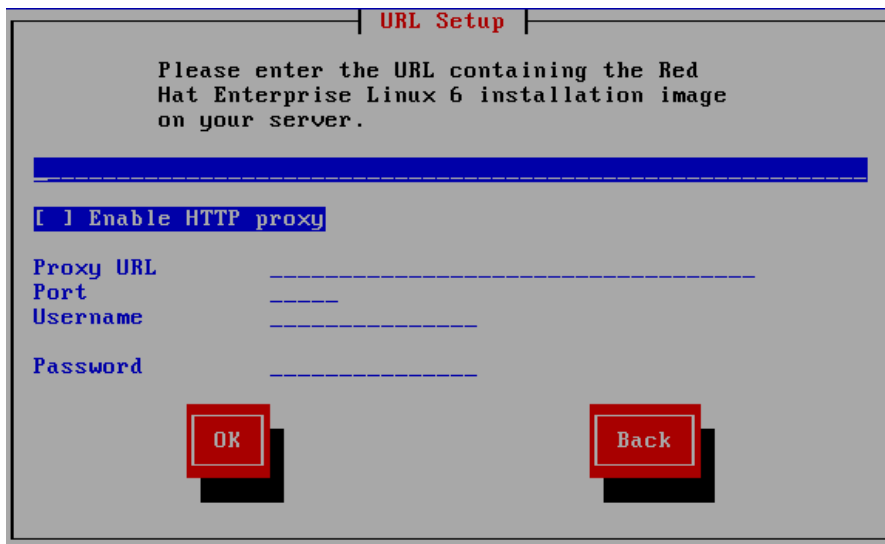 URL Setup
Please enter the URL containing the Red
Hat Enterprise Linux 6 installation image
on your server.
[ ] Enable HTTP proxy
Proxy URL
Port
Username
Password
OK
Back